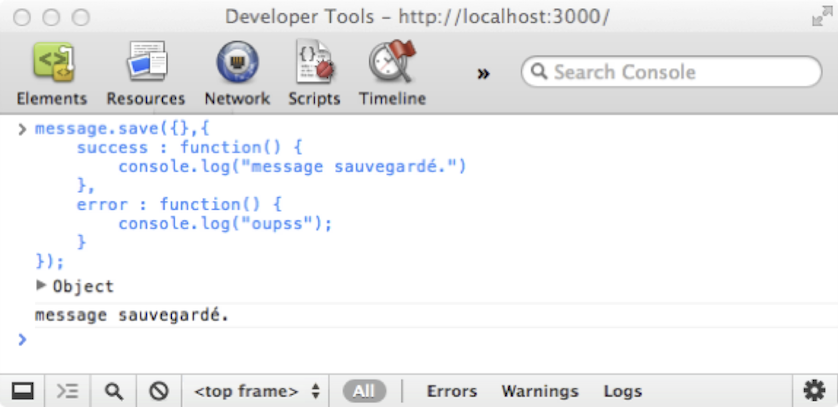 Developer Tools – http://localhost:3000/
Elements Resources Network Scripts Timeline » Search Console
> message.save({},{
success : function() {
console.log("message sauvegardé.")
},
error : function() {
console.log("oupss");
}
});
▶ Object
message sauvegardé.
>
<top frame> All Errors Warnings Logs